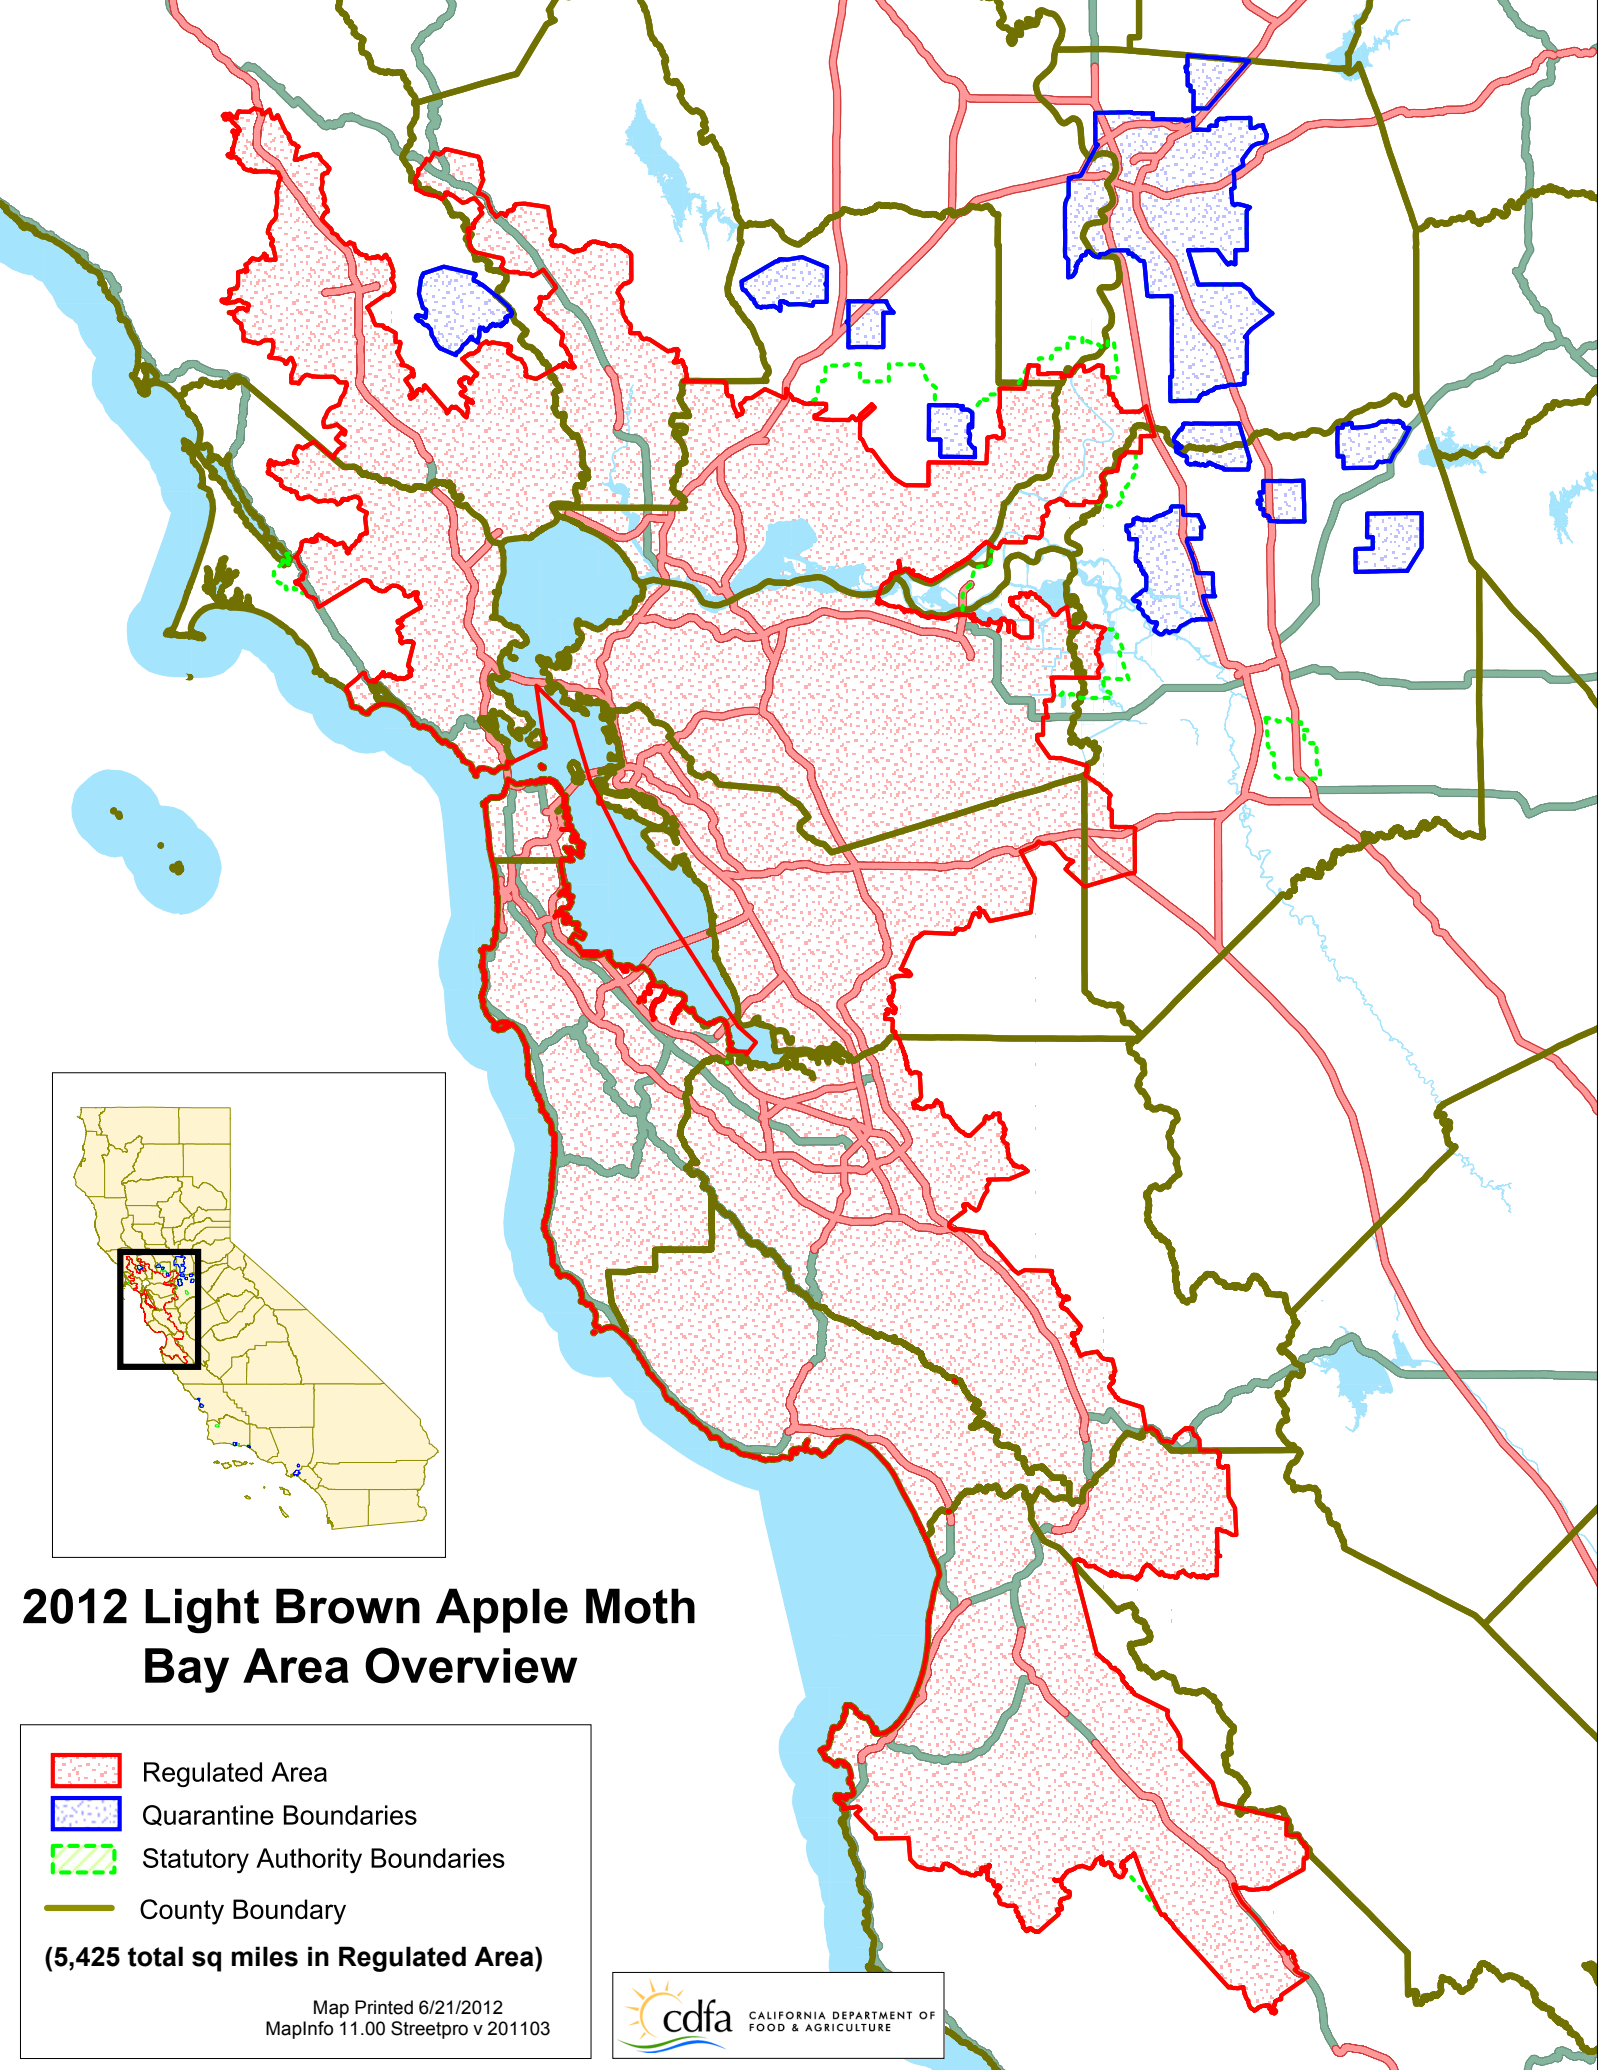 2012 Light Brown Apple Moth
Bay Area Overview
Regulated Area
Quarantine Boundaries
Statutory Authority Boundaries
County Boundary
(5,425 total sq miles in Regulated Area)
Map Printed 6/21/2012
MapInfo 11.00 Streetpro v 201103
cdfa
CALIFORNIA DEPARTMENT OF
FOOD & AGRICULTURE